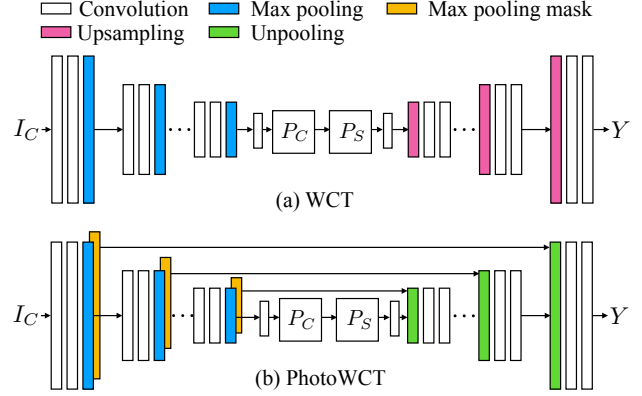 Convolution Max pooling Max pooling mask
Upsampling Unpooling
I_C P_C P_S Y
(a) WCT
I_C P_C P_S Y
(b) PhotoWCT